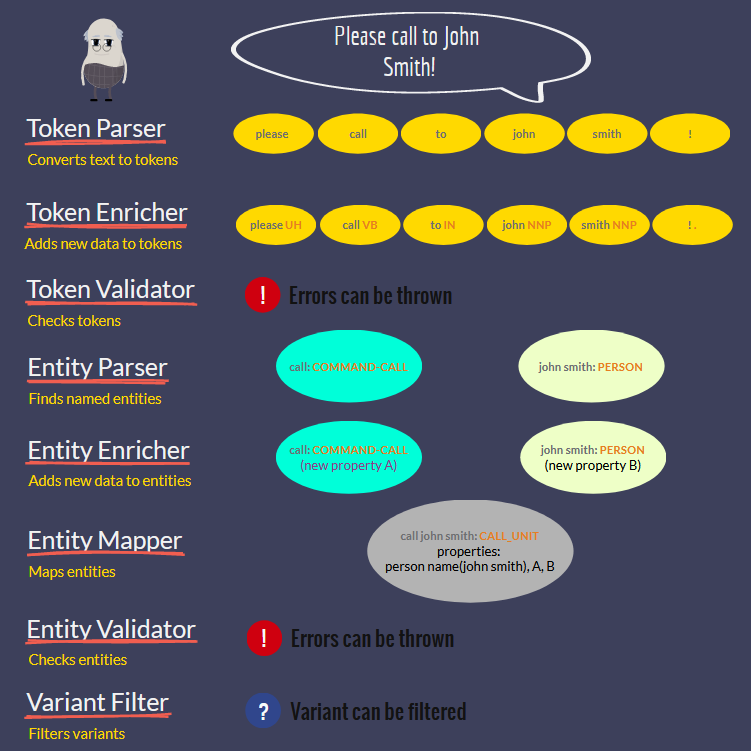 Please call to John
Smith!
Token Parser
Converts text to tokens
please call to john smith !
Token Enricher
Adds new data to tokens
please UH call VB to IN john NNP smith NNP ! .
Token Validator
Checks tokens
! Errors can be thrown
Entity Parser
Finds named entities
call: COMMAND-CALL john smith: PERSON
Entity Enricher
Adds new data to entities
call: COMMAND-CALL
(new property A)
john smith: PERSON
(new property B)
Entity Mapper
Maps entities
call john smith: CALL_UNIT
properties:
person name(john smith), A, B
Entity Validator
Checks entities
! Errors can be thrown
Variant Filter
Filters variants
? Variant can be filtered